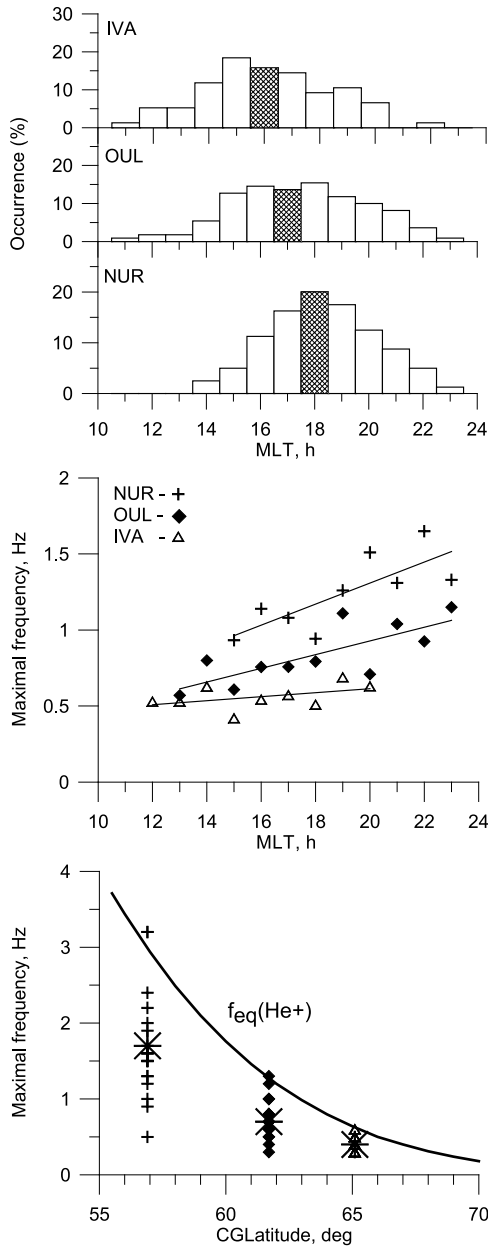 30
IVA
20
10
0
Occurrence (%)
20
OUL
10
0
NUR
20
10
0
10 12 14 16 18 20 22 24
MLT, h
2
NUR - +
OUL - ◆
IVA - △
1.5
1
0.5
0
Maximal frequency, Hz
10 12 14 16 18 20 22 24
MLT, h
4
3
2
1
0
Maximal frequency, Hz
feq(He+)
55 60 65 70
CGLatitude, deg